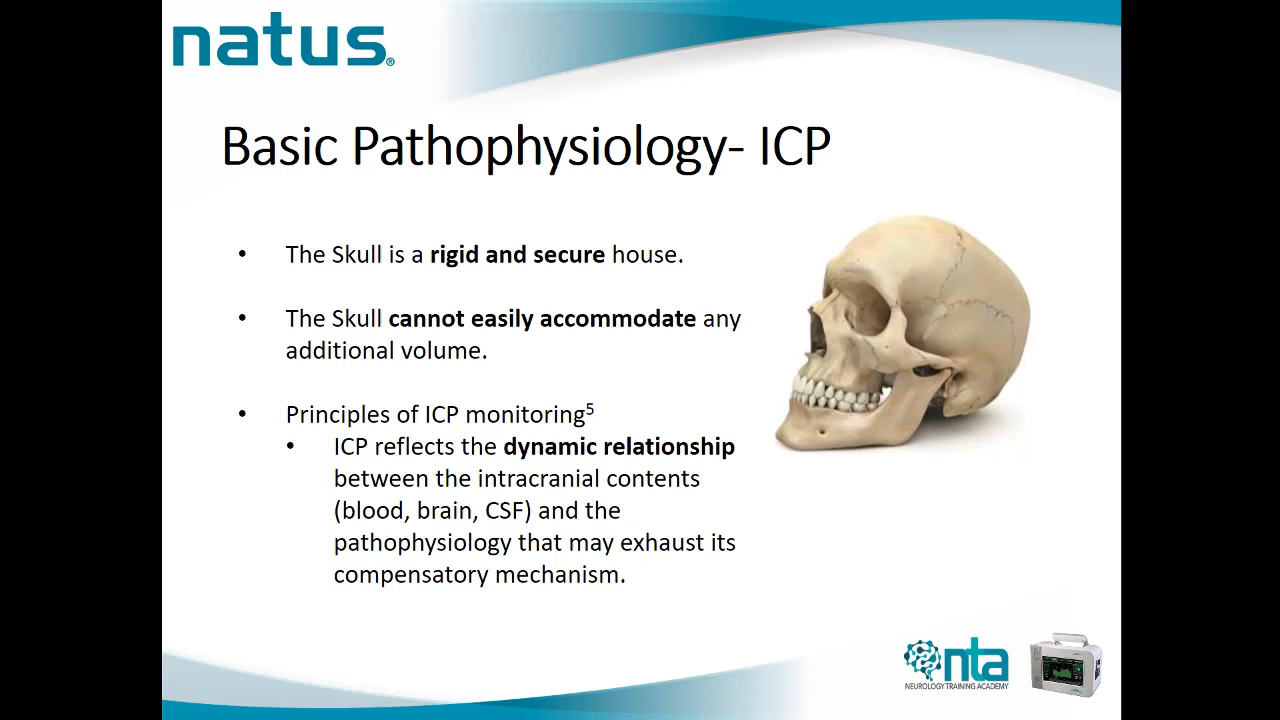 natus®
Basic Pathophysiology- ICP
• The Skull is a rigid and secure house.
• The Skull cannot easily accommodate any
additional volume.
• Principles of ICP monitoring⁵
• ICP reflects the dynamic relationship
between the intracranial contents
(blood, brain, CSF) and the
pathophysiology that may exhaust its
compensatory mechanism.
nta
NEUROLOGY TRAINING ACADEMY